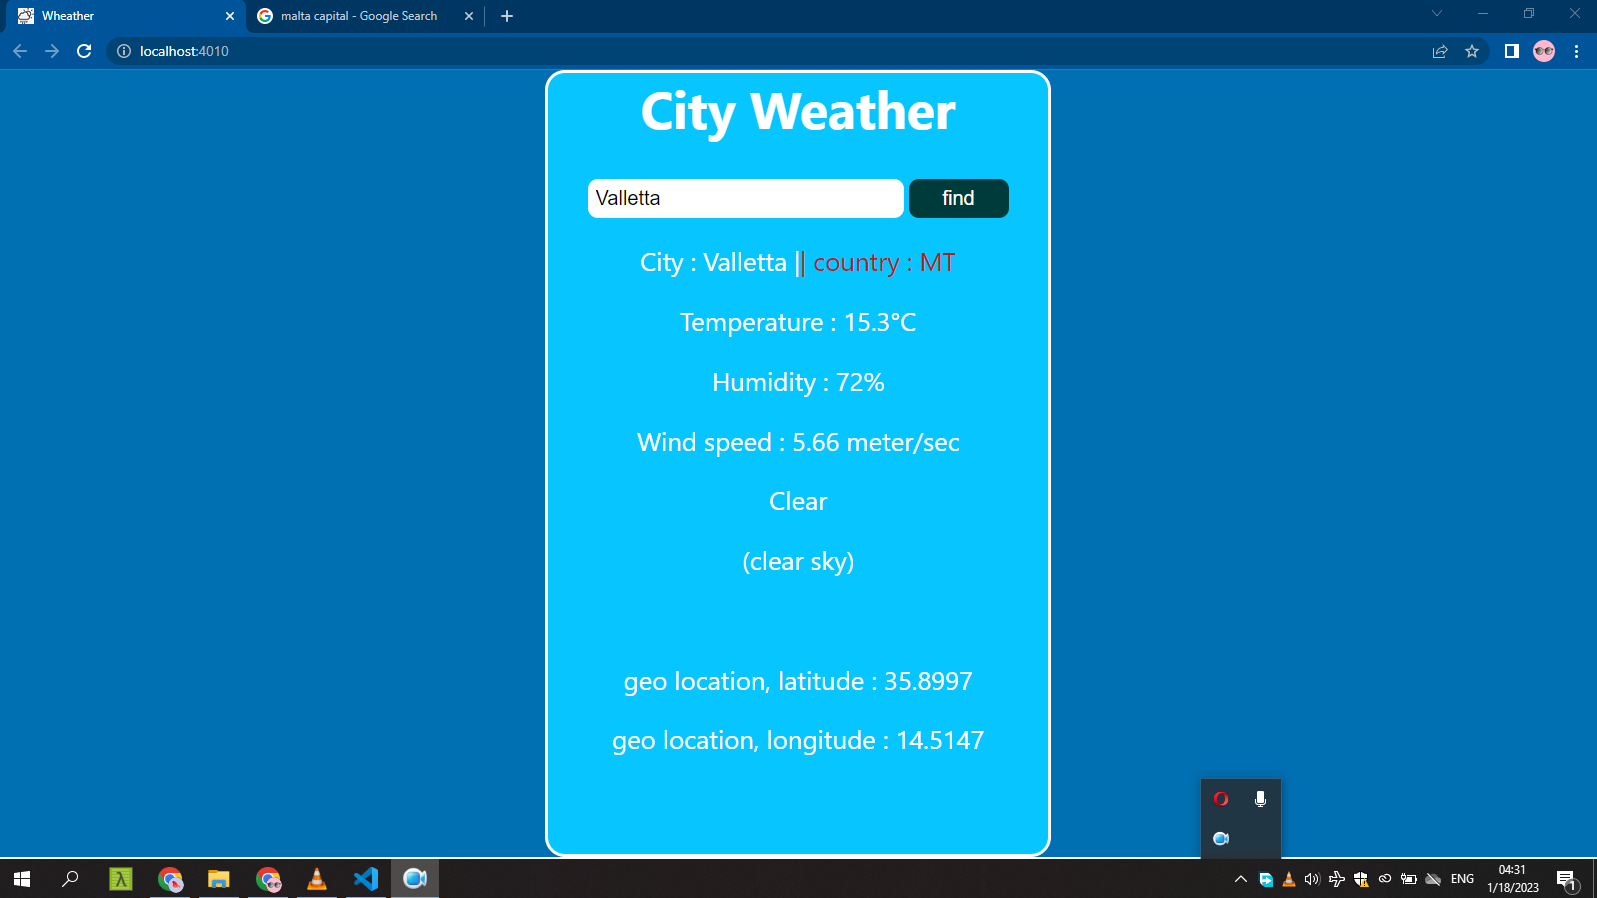 Wheather
malta capital - Google Search
localhost:4010
City Weather
Valletta
find
City : Valletta || country : MT
Temperature : 15.3°C
Humidity : 72%
Wind speed : 5.66 meter/sec
Clear
(clear sky)
geo location, latitude : 35.8997
geo location, longitude : 14.5147
ENG
04:31
1/18/2023
1